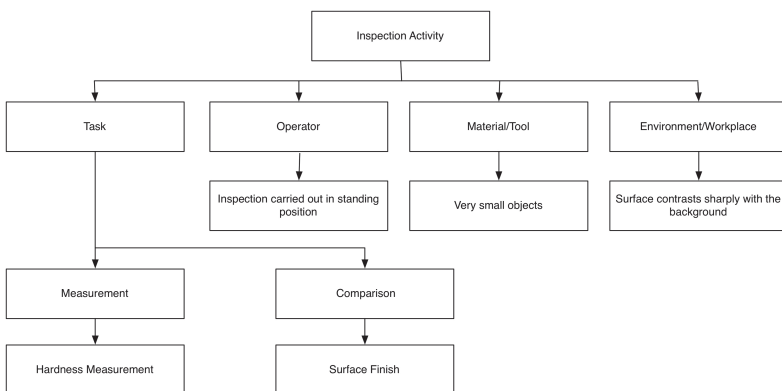 Inspection Activity
Task
Operator
Material/Tool
Environment/Workplace
Inspection carried out in standing
position
Very small objects
Surface contrasts sharply with the
background
Measurement
Comparison
Hardness Measurement
Surface Finish